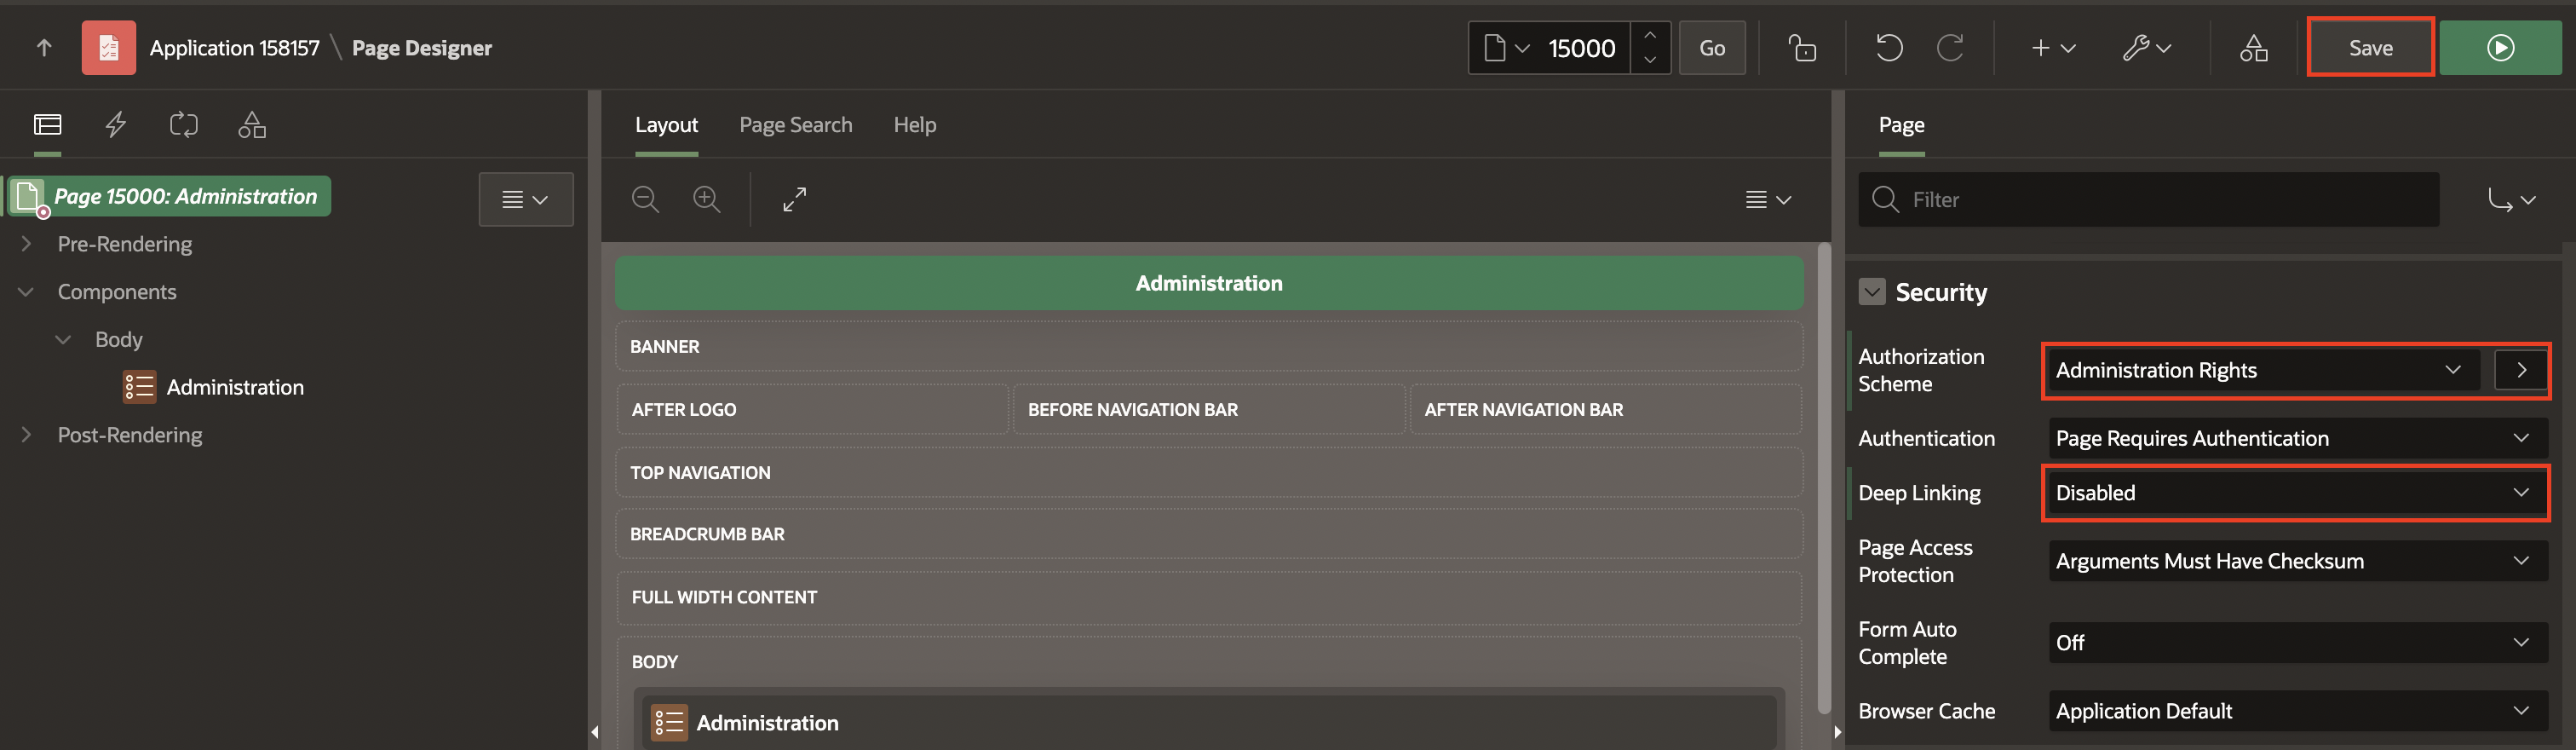 Application 158157 \ Page Designer
15000
Go
Save
Page 15000: Administration
Pre-Rendering
Components
Body
Administration
Post-Rendering
Layout
Page Search
Help
Administration
BANNER
AFTER LOGO
BEFORE NAVIGATION BAR
AFTER NAVIGATION BAR
TOP NAVIGATION
BREADCRUMB BAR
FULL WIDTH CONTENT
BODY
Administration
Page
Filter
Security
Authorization
Scheme
Administration Rights
Authentication
Page Requires Authentication
Deep Linking
Disabled
Page Access
Protection
Arguments Must Have Checksum
Form Auto
Complete
Off
Browser Cache
Application Default